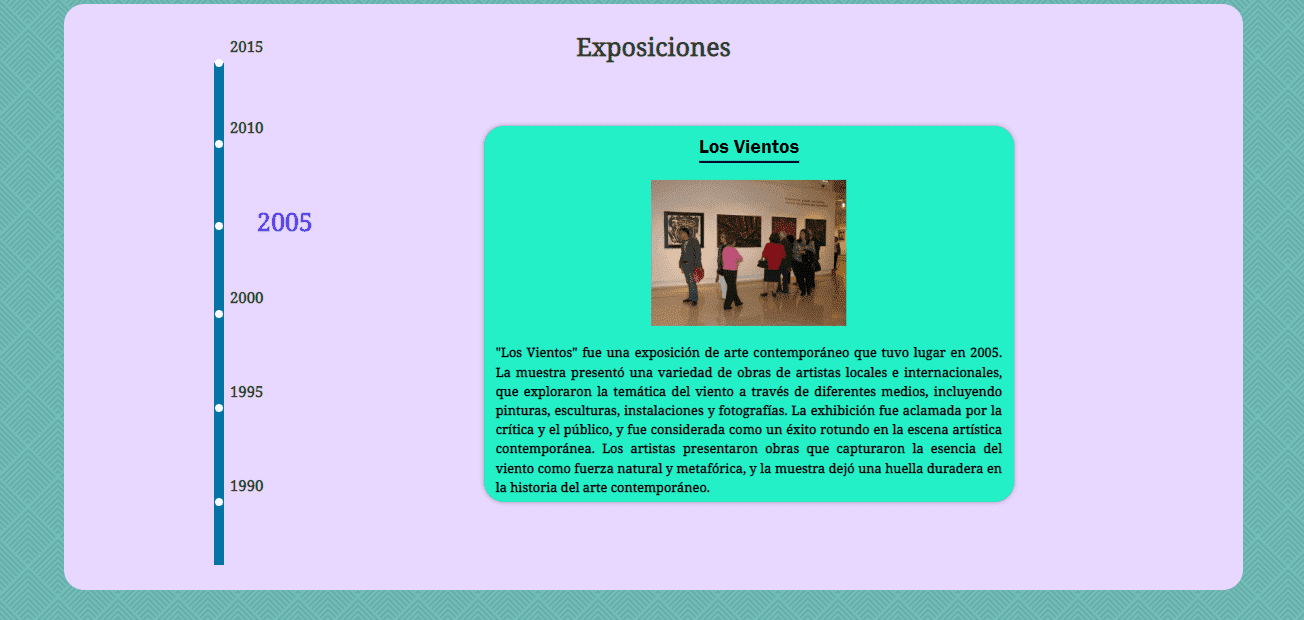 Exposiciones
2015
2010
2005
2000
1995
1990
Los Vientos
"Los Vientos" fue una exposición de arte contemporáneo que tuvo lugar en 2005.
La muestra presentó una variedad de obras de artistas locales e internacionales,
que exploraron la temática del viento a través de diferentes medios, incluyendo
pinturas, esculturas, instalaciones y fotografías. La exhibición fue aclamada por la
crítica y el público, y fue considerada como un éxito rotundo en la escena artística
contemporánea. Los artistas presentaron obras que capturaron la esencia del
viento como fuerza natural y metafórica, y la muestra dejó una huella duradera en
la historia del arte contemporáneo.